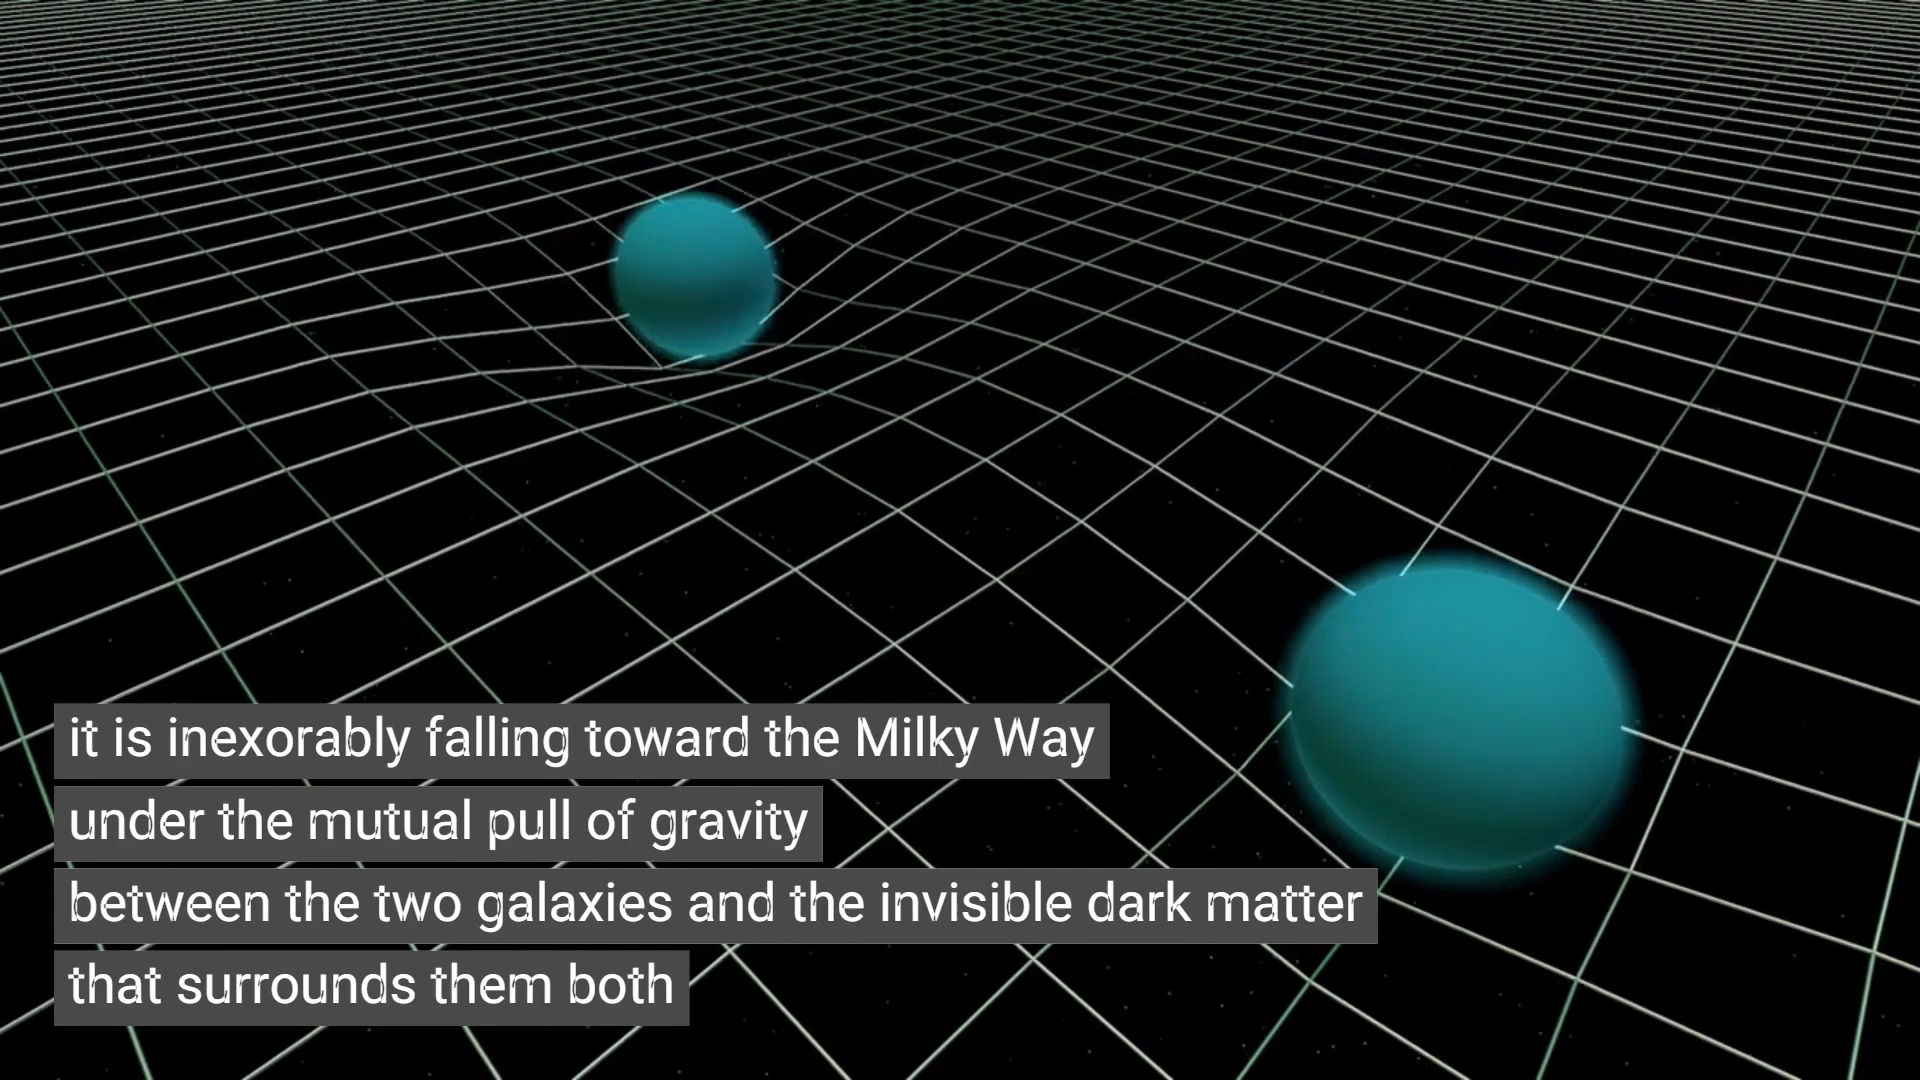 it is inexorably falling toward the Milky Way
under the mutual pull of gravity
between the two galaxies and the invisible dark matter
that surrounds them both